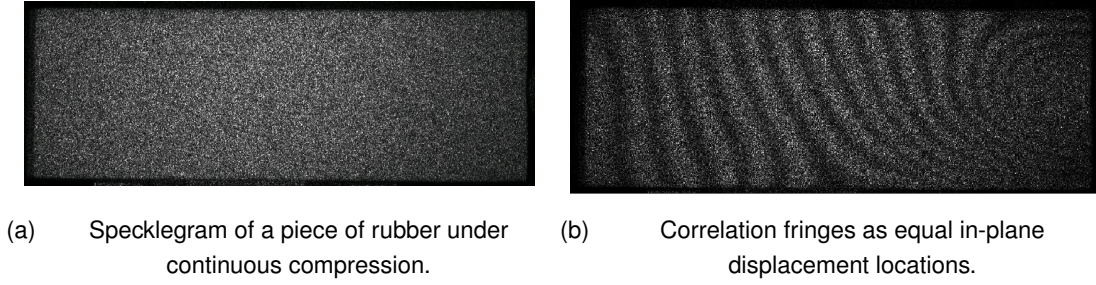 (a) Specklegram of a piece of rubber under
continuous compression.
(b) Correlation fringes as equal in-plane
displacement locations.